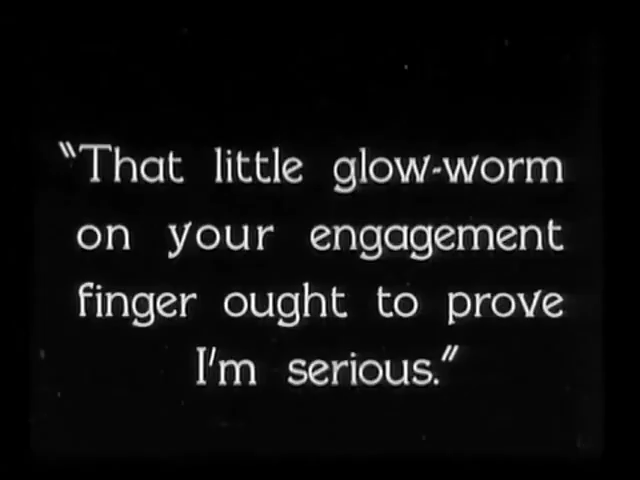 "That little glow-worm
on your engagement
finger ought to prove
I'm serious."